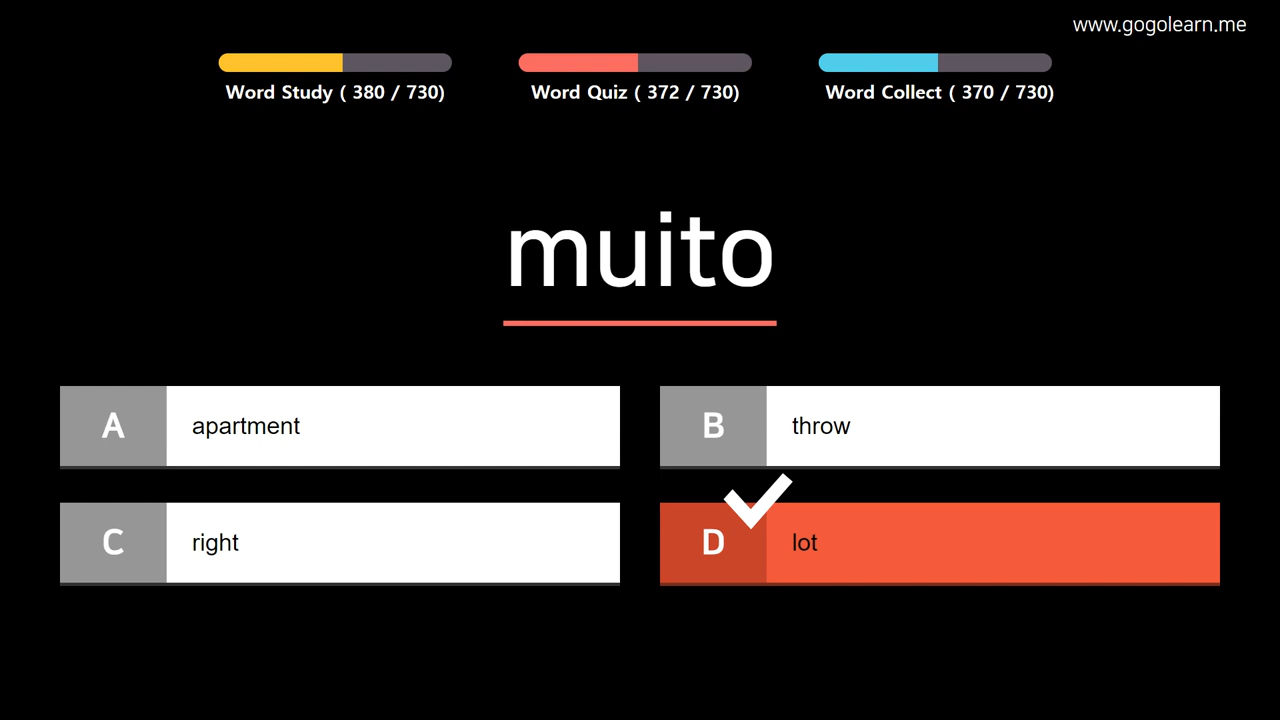 www.gogolearn.me
Word Study ( 380 / 730)
Word Quiz ( 372 / 730)
Word Collect ( 370 / 730)
muito
A apartment
B throw
C right
D lot